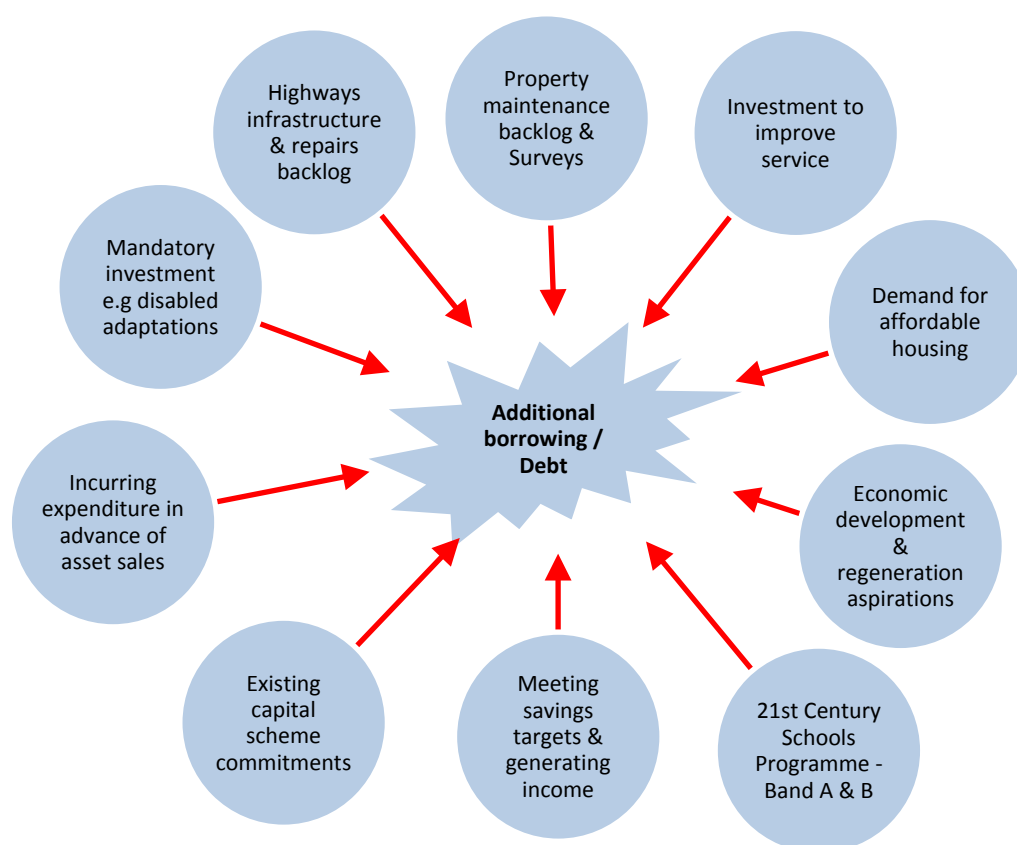 Highways
infrastructure
& repairs
backlog
Property
maintenance
backlog &
Surveys
Investment to
improve
service
Mandatory
investment
e.g disabled
adaptations
Demand for
affordable
housing
Additional
borrowing /
Debt
Incurring
expenditure in
advance of
asset sales
Economic
development
&
regeneration
aspirations
Existing
capital
scheme
commitments
Meeting
savings
targets &
generating
income
21st Century
Schools
Programme -
Band A & B